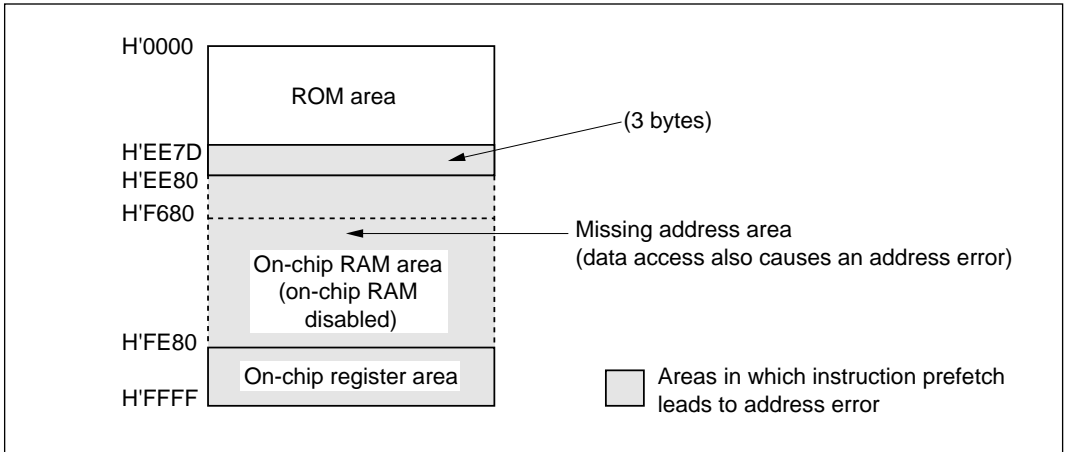 H'0000
ROM area
(3 bytes)
H'EE7D
H'EE80
H'F680
Missing address area
(data access also causes an address error)
On-chip RAM area
(on-chip RAM
disabled)
H'FE80
On-chip register area
H'FFFF
Areas in which instruction prefetch
leads to address error